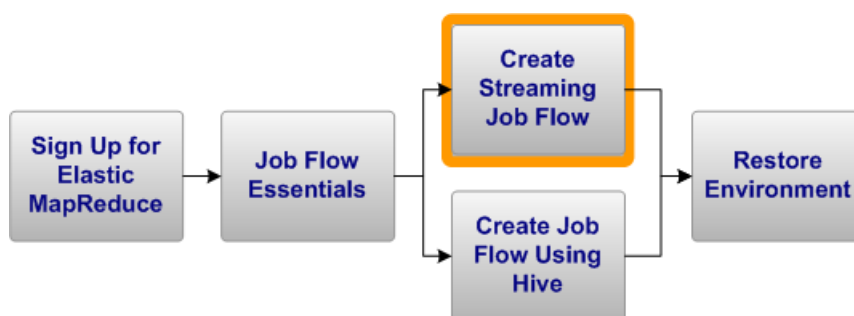 Sign Up for
Elastic
MapReduce
Job Flow
Essentials
Create
Streaming
Job Flow
Create Job
Flow Using
Hive
Restore
Environment